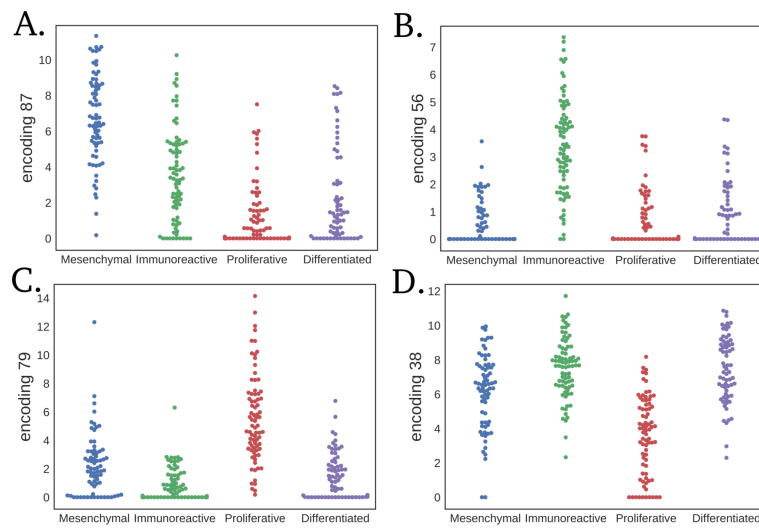 A.
encoding 87
10
8
6
4
2
0
Mesenchymal Immunoreactive Proliferative Differentiated
B.
encoding 56
7
6
5
4
3
2
1
0
Mesenchymal Immunoreactive Proliferative Differentiated
C.
encoding 79
14
12
10
8
6
4
2
0
Mesenchymal Immunoreactive Proliferative Differentiated
D.
encoding 38
12
10
8
6
4
2
0
Mesenchymal Immunoreactive Proliferative Differentiated